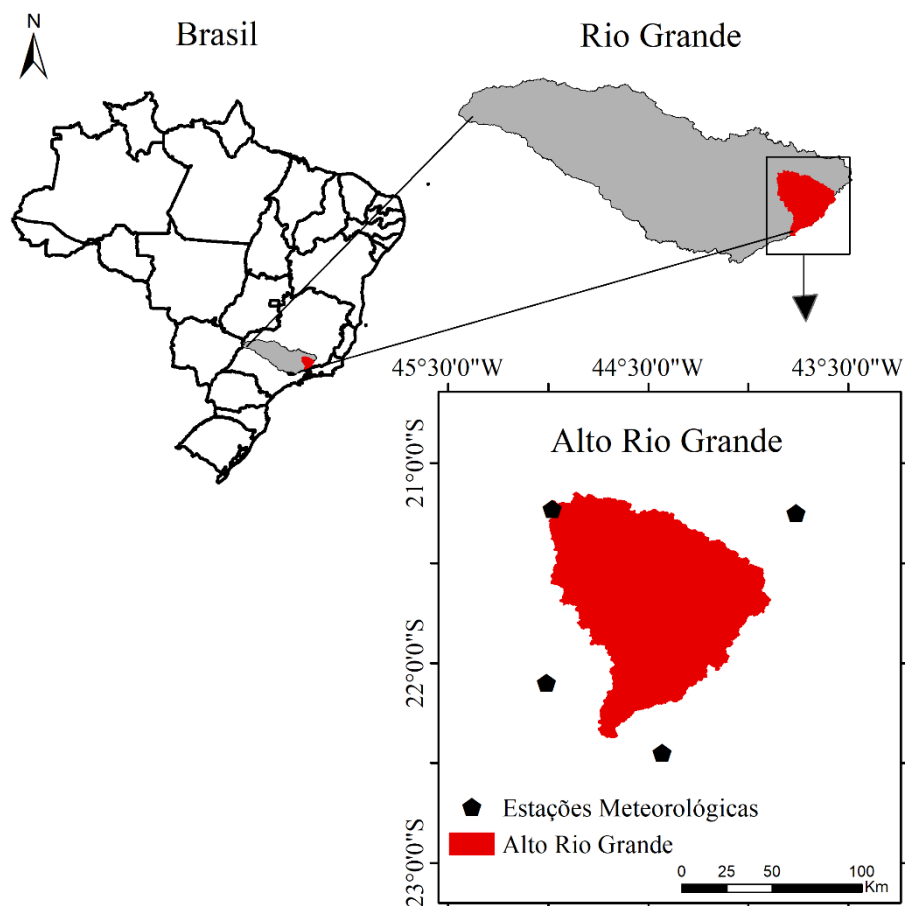 N
Brasil
Rio Grande
45°30'0"W
44°30'0"W
43°30'0"W
Alto Rio Grande
21°0'0"S
22°0'0"S
23°0'0"S
Estações Meteorológicas
Alto Rio Grande
0 25 50 100
Km